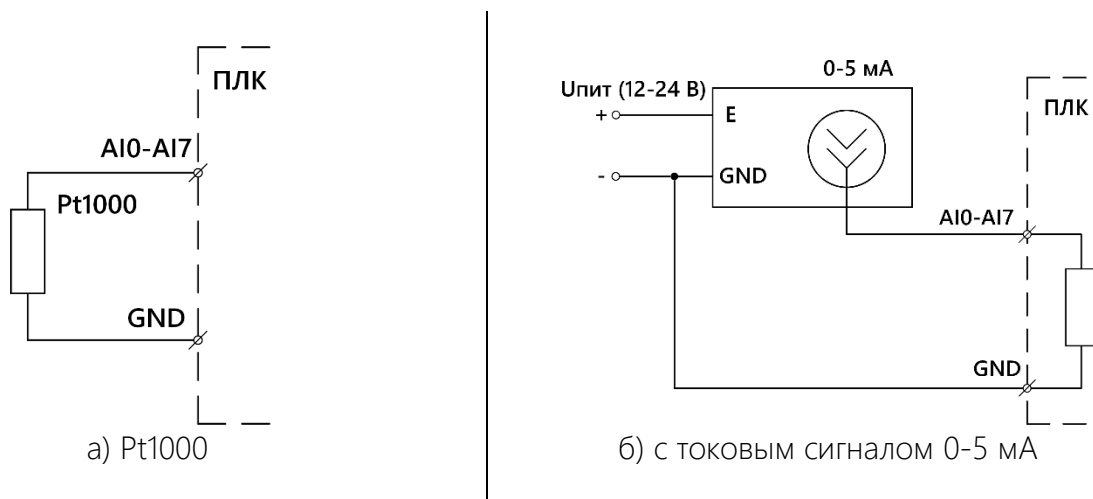 ПЛК
AI0-AI7
Pt1000
GND
а) Pt1000
0-5 мА
Uпит (12-24 В)
+
E
ПЛК
-
GND
AI0-AI7
GND
б) с токовым сигналом 0-5 мА